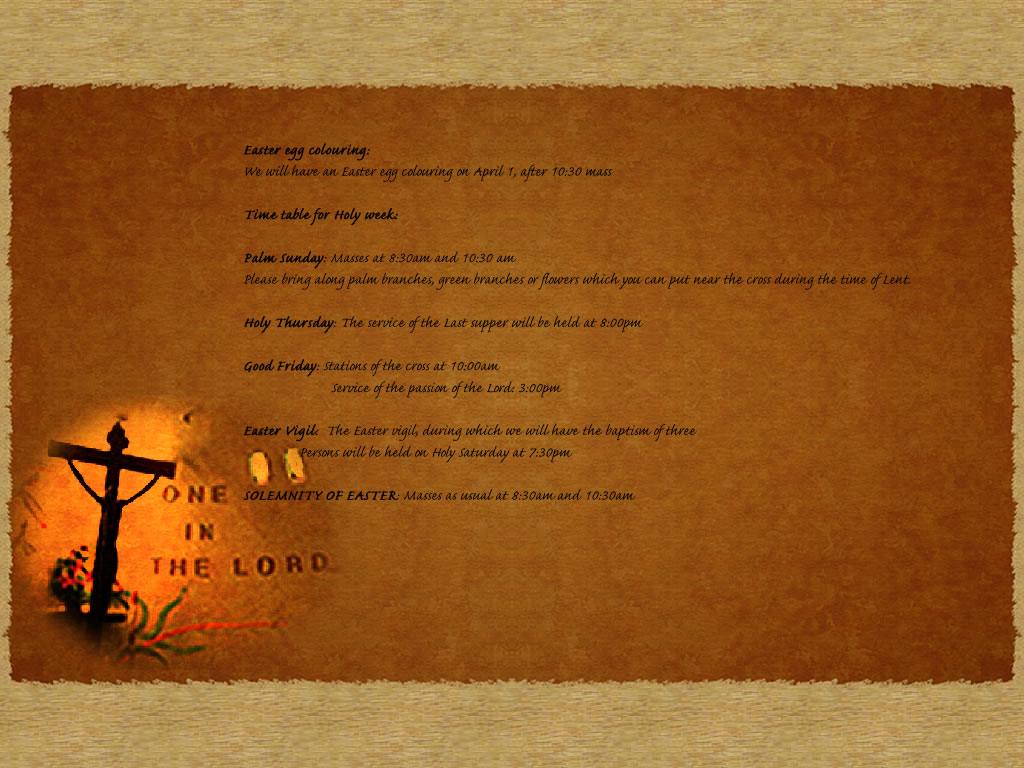 Easter egg colouring:
We will have an Easter egg colouring on April 1, after 10:30 mass
Time table for Holy week:
Palm Sunday: Masses at 8:30am and 10:30 am
Please bring along palm branches, green branches or flowers which you can put near the cross during the time of Lent.
Holy Thursday: The service of the Last supper will be held at 8:00pm
Good Friday: Stations of the cross at 10:00am
Service of the passion of the Lord: 3:00pm
Easter Vigil: The Easter vigil, during which we will have the baptism of three
Persons will be held on Holy Saturday at 7:30pm
SOLEMNITY OF EASTER: Masses as usual at 8:30am and 10:30am
ONE
IN
THE LORD